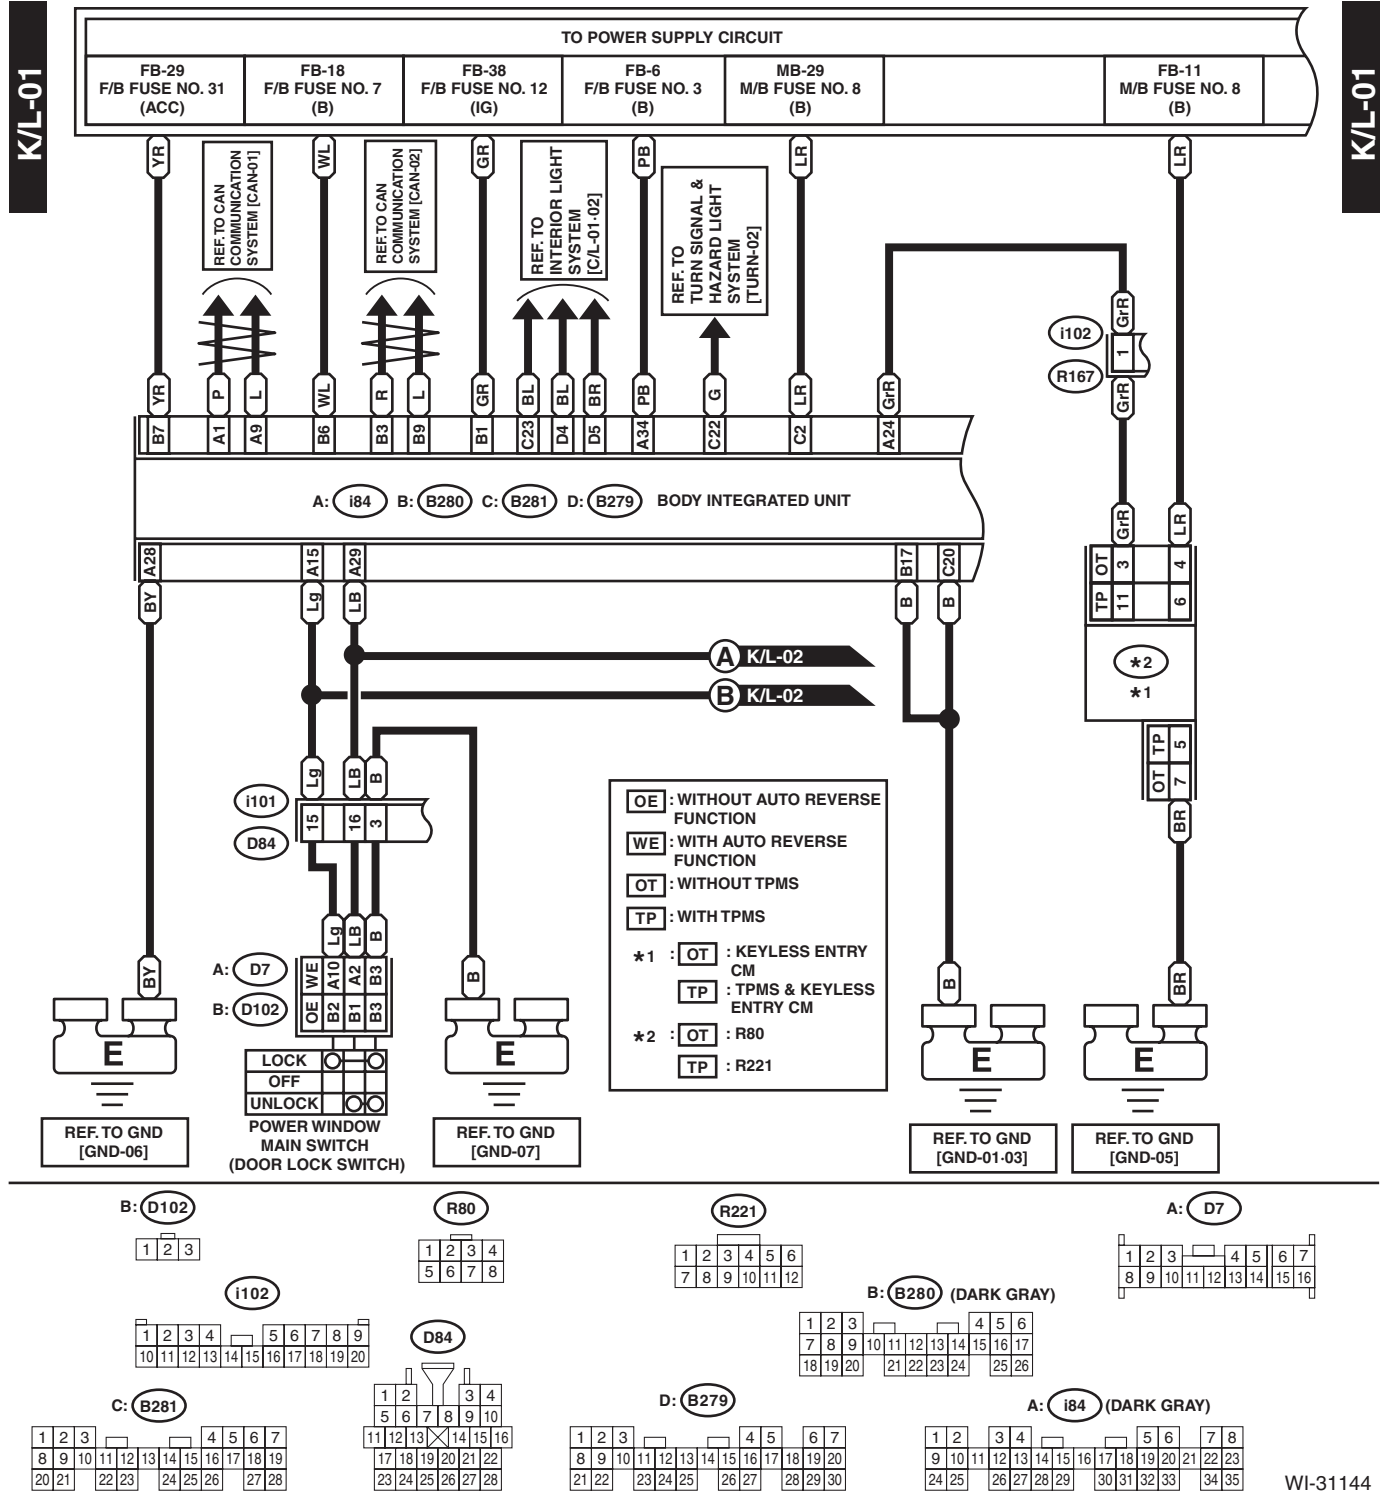 K/L-01
K/L-01
TO POWER SUPPLY CIRCUIT
FB-29
F/B FUSE NO. 31
(ACC)
FB-18
F/B FUSE NO. 7
(B)
FB-38
F/B FUSE NO. 12
(IG)
FB-6
F/B FUSE NO. 3
(B)
MB-29
M/B FUSE NO. 8
(B)
FB-11
M/B FUSE NO. 8
(B)
YR
WL
GR
PB
LR
LR
REF. TO CAN
COMMUNICATION
SYSTEM [CAN-01]
REF. TO CAN
COMMUNICATION
SYSTEM [CAN-02]
REF. TO
INTERIOR LIGHT
SYSTEM
[C/L-01·02]
REF. TO
TURN SIGNAL &
HAZARD LIGHT
SYSTEM
[TURN-02]
GrR
i102
1
R167
GrR
YR
P
L
WL
R
L
GR
BL
BL
BR
PB
G
LR
GrR
B7
A1
A9
B6
B3
B9
B1
C23
D4
D5
A34
C22
C2
A24
A: i84 B: B280 C: B281 D: B279 BODY INTEGRATED UNIT
GrR
LR
A28
A15
A29
B17
C20
OT 3 4
TP 11 6
BY
Lg
LB
B
B
*2
*1
A K/L-02
B K/L-02
TP 5
OT 7
BR
Lg
LB
B
i101
15 16 3
D84
OE : WITHOUT AUTO REVERSE
FUNCTION
WE : WITH AUTO REVERSE
FUNCTION
OT : WITHOUT TPMS
TP : WITH TPMS
*1 : OT : KEYLESS ENTRY
CM
TP : TPMS & KEYLESS
ENTRY CM
*2 : OT : R80
TP : R221
Lg
LB
B
A: D7
WE A10 A2 B3
B: D102
OE B2 B1 B3
BY
B
B
BR
E
E
E
E
LOCK
OFF
UNLOCK
POWER WINDOW
MAIN SWITCH
(DOOR LOCK SWITCH)
REF. TO GND
[GND-06]
REF. TO GND
[GND-07]
REF. TO GND
[GND-01·03]
REF. TO GND
[GND-05]
B: D102
1 2 3
R80
1 2 3 4
5 6 7 8
R221
1 2 3 4 5 6
7 8 9 10 11 12
A: D7
1 2 3 4 5 6 7
8 9 10 11 12 13 14 15 16
i102
1 2 3 4 5 6 7 8 9
10 11 12 13 14 15 16 17 18 19 20
D84
1 2 3 4
5 6 7 8 9 10
11 12 13 14 15 16
17 18 19 20 21 22
23 24 25 26 27 28
B: B280 (DARK GRAY)
1 2 3 4 5 6
7 8 9 10 11 12 13 14 15 16 17
18 19 20 21 22 23 24 25 26
C: B281
1 2 3 4 5 6 7
8 9 10 11 12 13 14 15 16 17 18 19
20 21 22 23 24 25 26 27 28
D: B279
1 2 3 4 5 6 7
8 9 10 11 12 13 14 15 16 17 18 19 20
21 22 23 24 25 26 27 28 29 30
A: i84 (DARK GRAY)
1 2 3 4 5 6 7 8
9 10 11 12 13 14 15 16 17 18 19 20 21 22 23
24 25 26 27 28 29 30 31 32 33 34 35
WI-31144